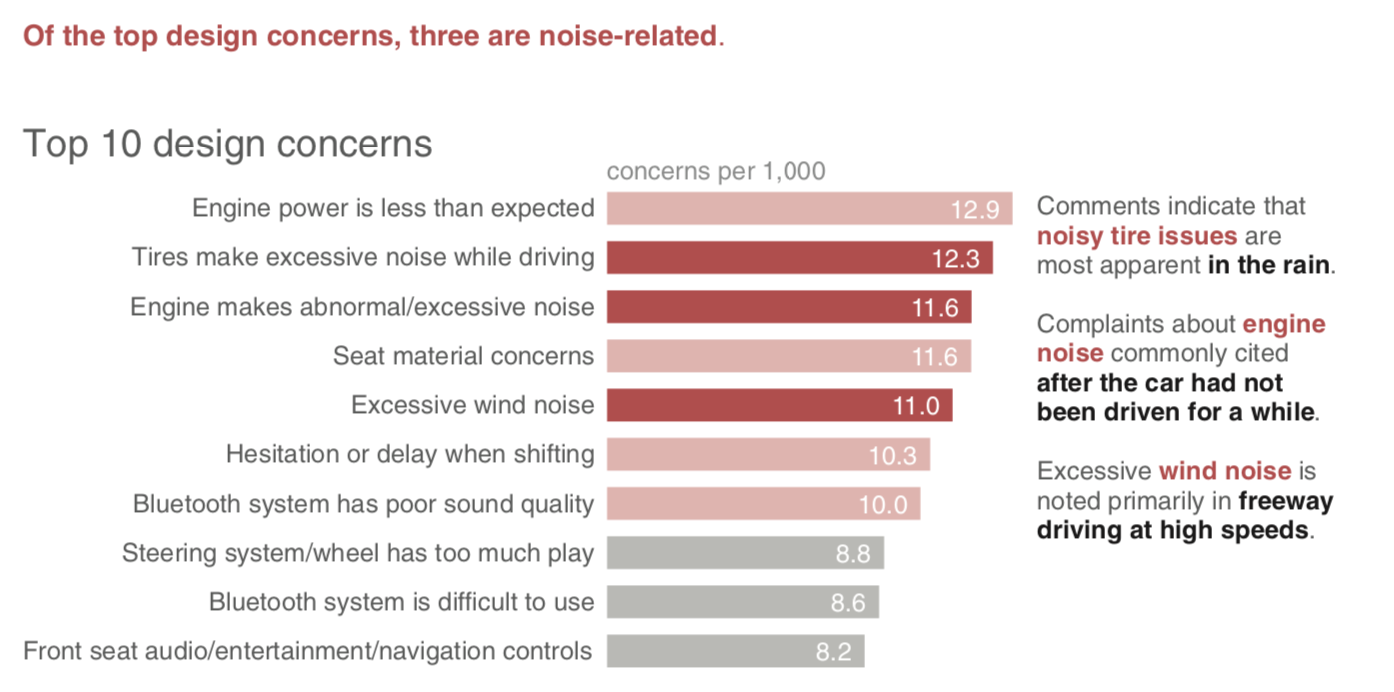 Of the top design concerns, three are noise-related.
Top 10 design concerns
concerns per 1,000
Engine power is less than expected 12.9
Tires make excessive noise while driving 12.3
Engine makes abnormal/excessive noise 11.6
Seat material concerns 11.6
Excessive wind noise 11.0
Hesitation or delay when shifting 10.3
Bluetooth system has poor sound quality 10.0
Steering system/wheel has too much play 8.8
Bluetooth system is difficult to use 8.6
Front seat audio/entertainment/navigation controls 8.2
Comments indicate that
noisy tire issues are
most apparent in the rain.
Complaints about engine
noise commonly cited
after the car had not
been driven for a while.
Excessive wind noise is
noted primarily in freeway
driving at high speeds.